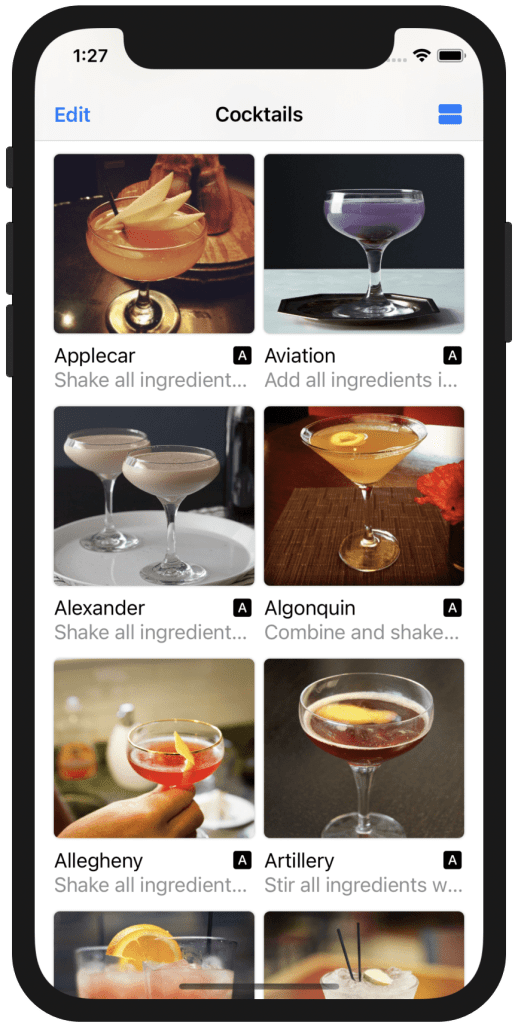 1:27
Edit Cocktails
Applecar A Aviation A
Shake all ingredient... Add all ingredients i...
Alexander A Algonquin A
Shake all ingredient... Combine and shake...
Allegheny A Artillery A
Shake all ingredient... Stir all ingredients w...